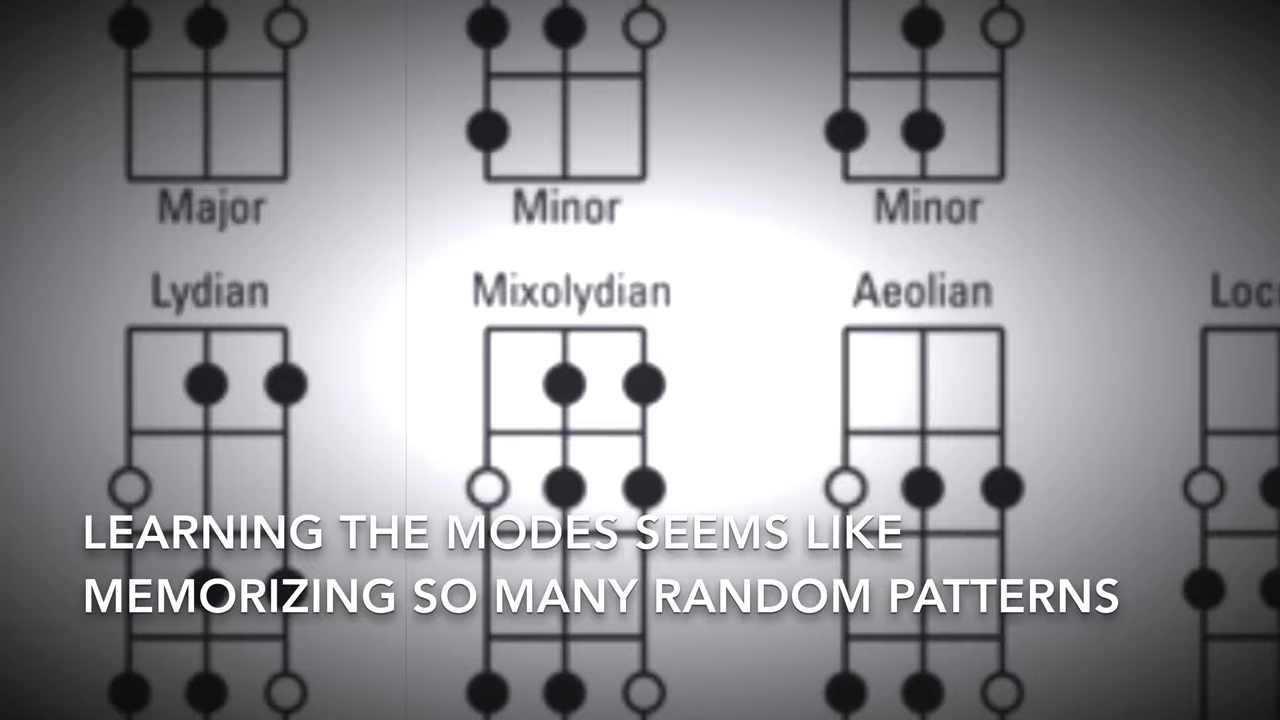 Major Minor Minor
Lydian Mixolydian Aeolian
LEARNING THE MODES SEEMS LIKE
MEMORIZING SO MANY RANDOM PATTERNS